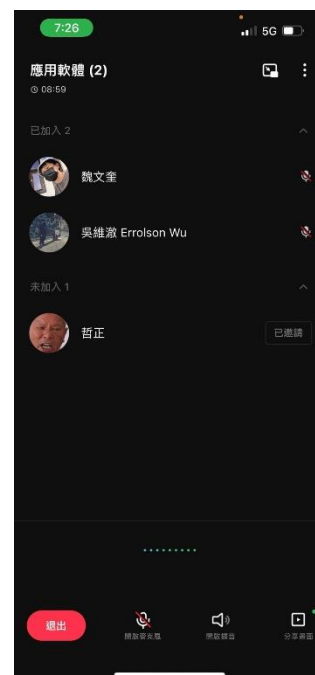 7:26
5G
應用軟體 (2)
08:59
已加入 2
魏文奎
吳維澈 Errolson Wu
未加入 1
哲正
已邀請
退出
開啟麥克風
開啟擴音
分享畫面